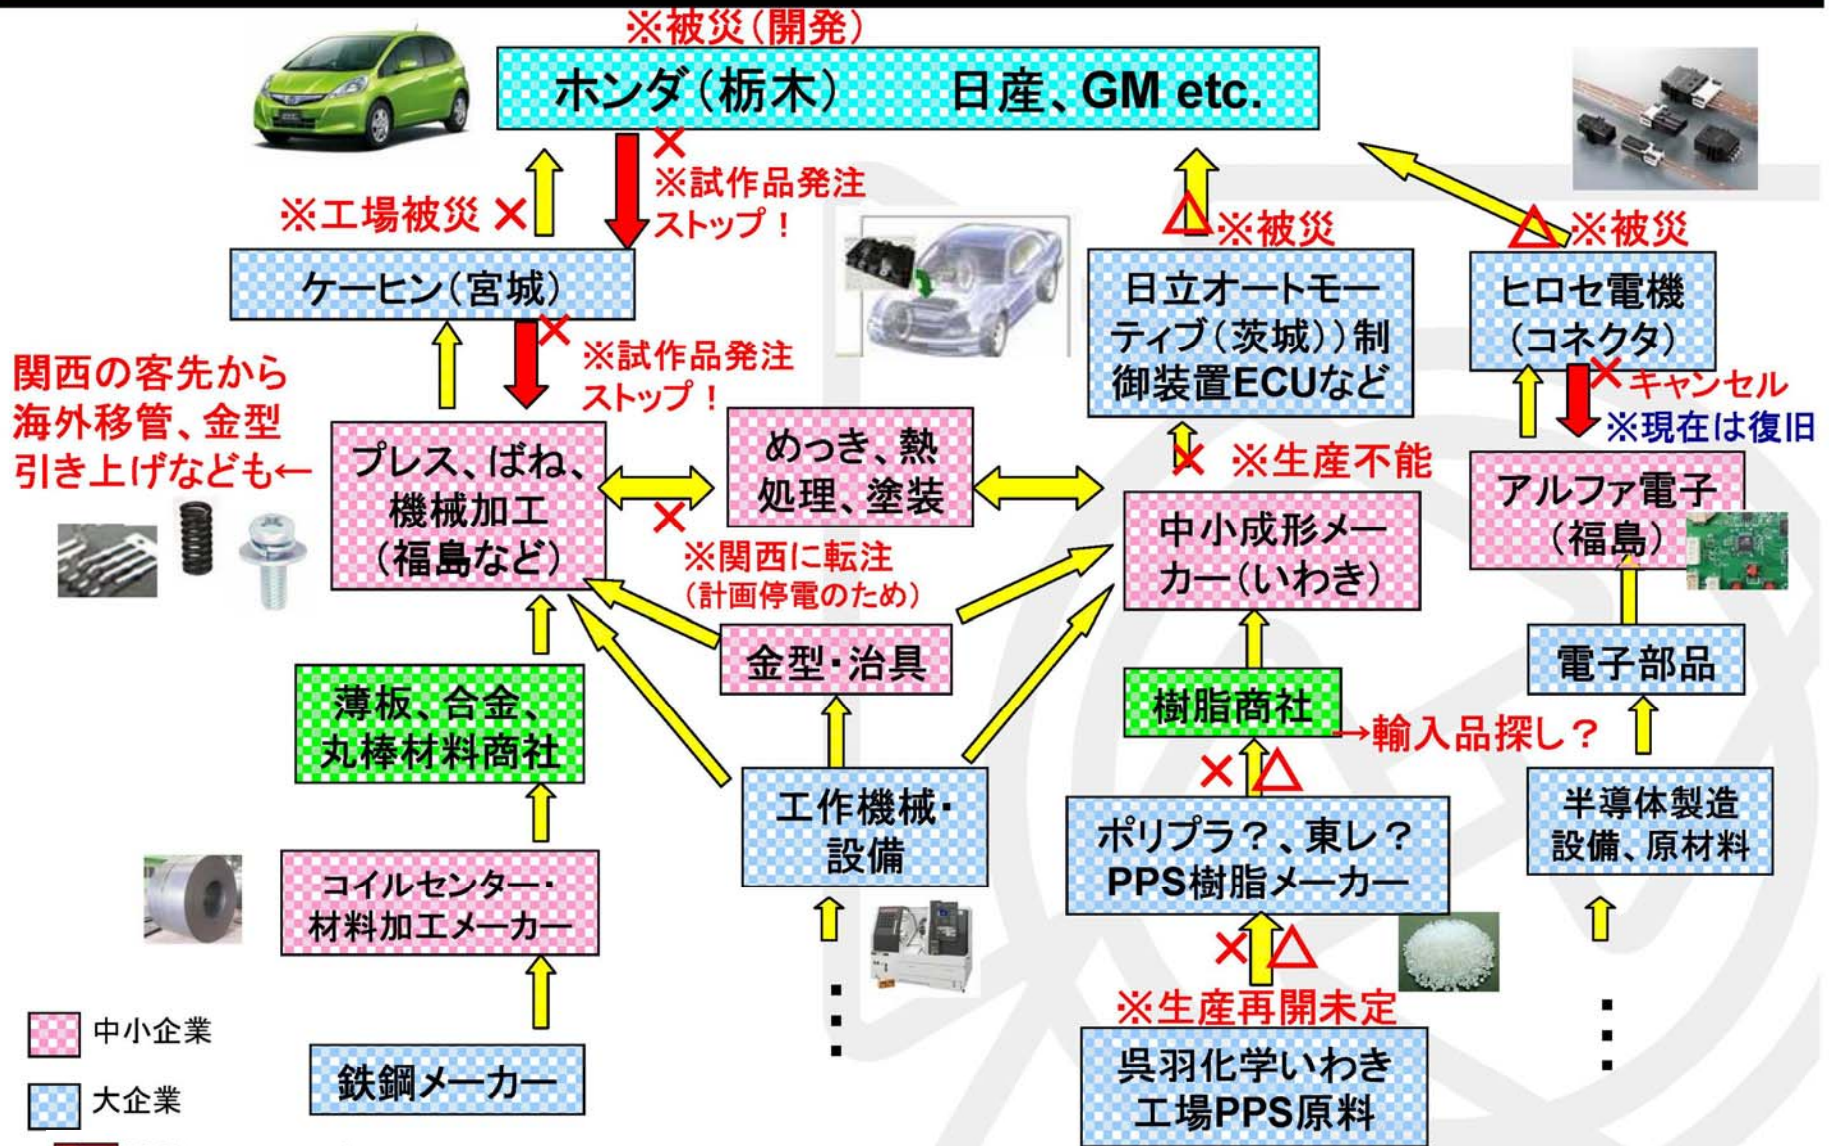 ※被災(開発)
ホンダ(栃木)　日産、GM etc.
※工場被災 ×
×
※試作品発注
ストップ!
△※被災
△※被災
ケーヒン(宮城)
日立オートモー
ティブ(茨城))制
御装置ECUなど
ヒロセ電機
(コネクタ)
×
※試作品発注
ストップ!
×キャンセル
※現在は復旧
関西の客先から
海外移管、金型
引き上げなども←
プレス、ばね、
機械加工
(福島など)
めっき、熱
処理、塗装
× ※生産不能
中小成形メー
カー(いわき)
アルファ電子
(福島)
×
※関西に転注
(計画停電のため)
金型・治具
電子部品
薄板、合金、
丸棒材料商社
樹脂商社
→輸入品探し?
×△
工作機械・
設備
ポリプラ?、東レ?
PPS樹脂メーカー
半導体製造
設備、原材料
コイルセンター・
材料加工メーカー
×△
※生産再開未定
呉羽化学いわき
工場PPS原料
鉄鋼メーカー
中小企業
大企業